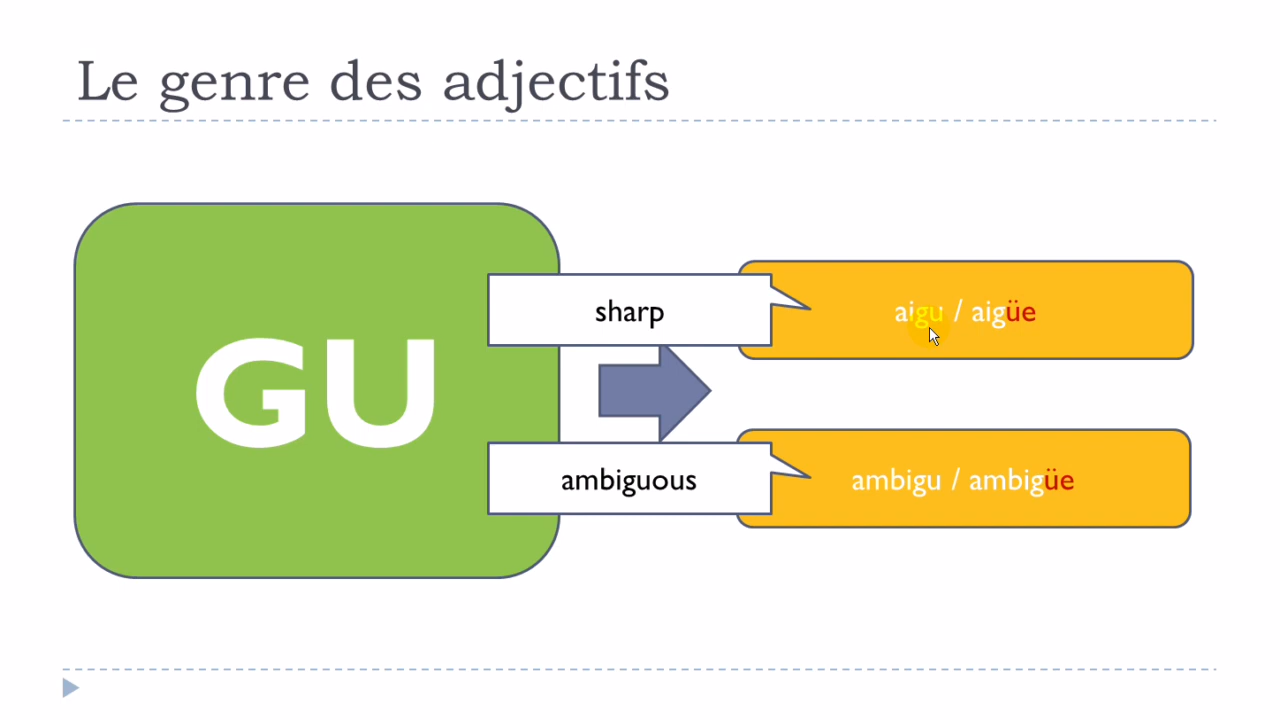 Le genre des adjectifs
GU
sharp
aigu / aigüe
ambiguous
ambigu / ambigüe